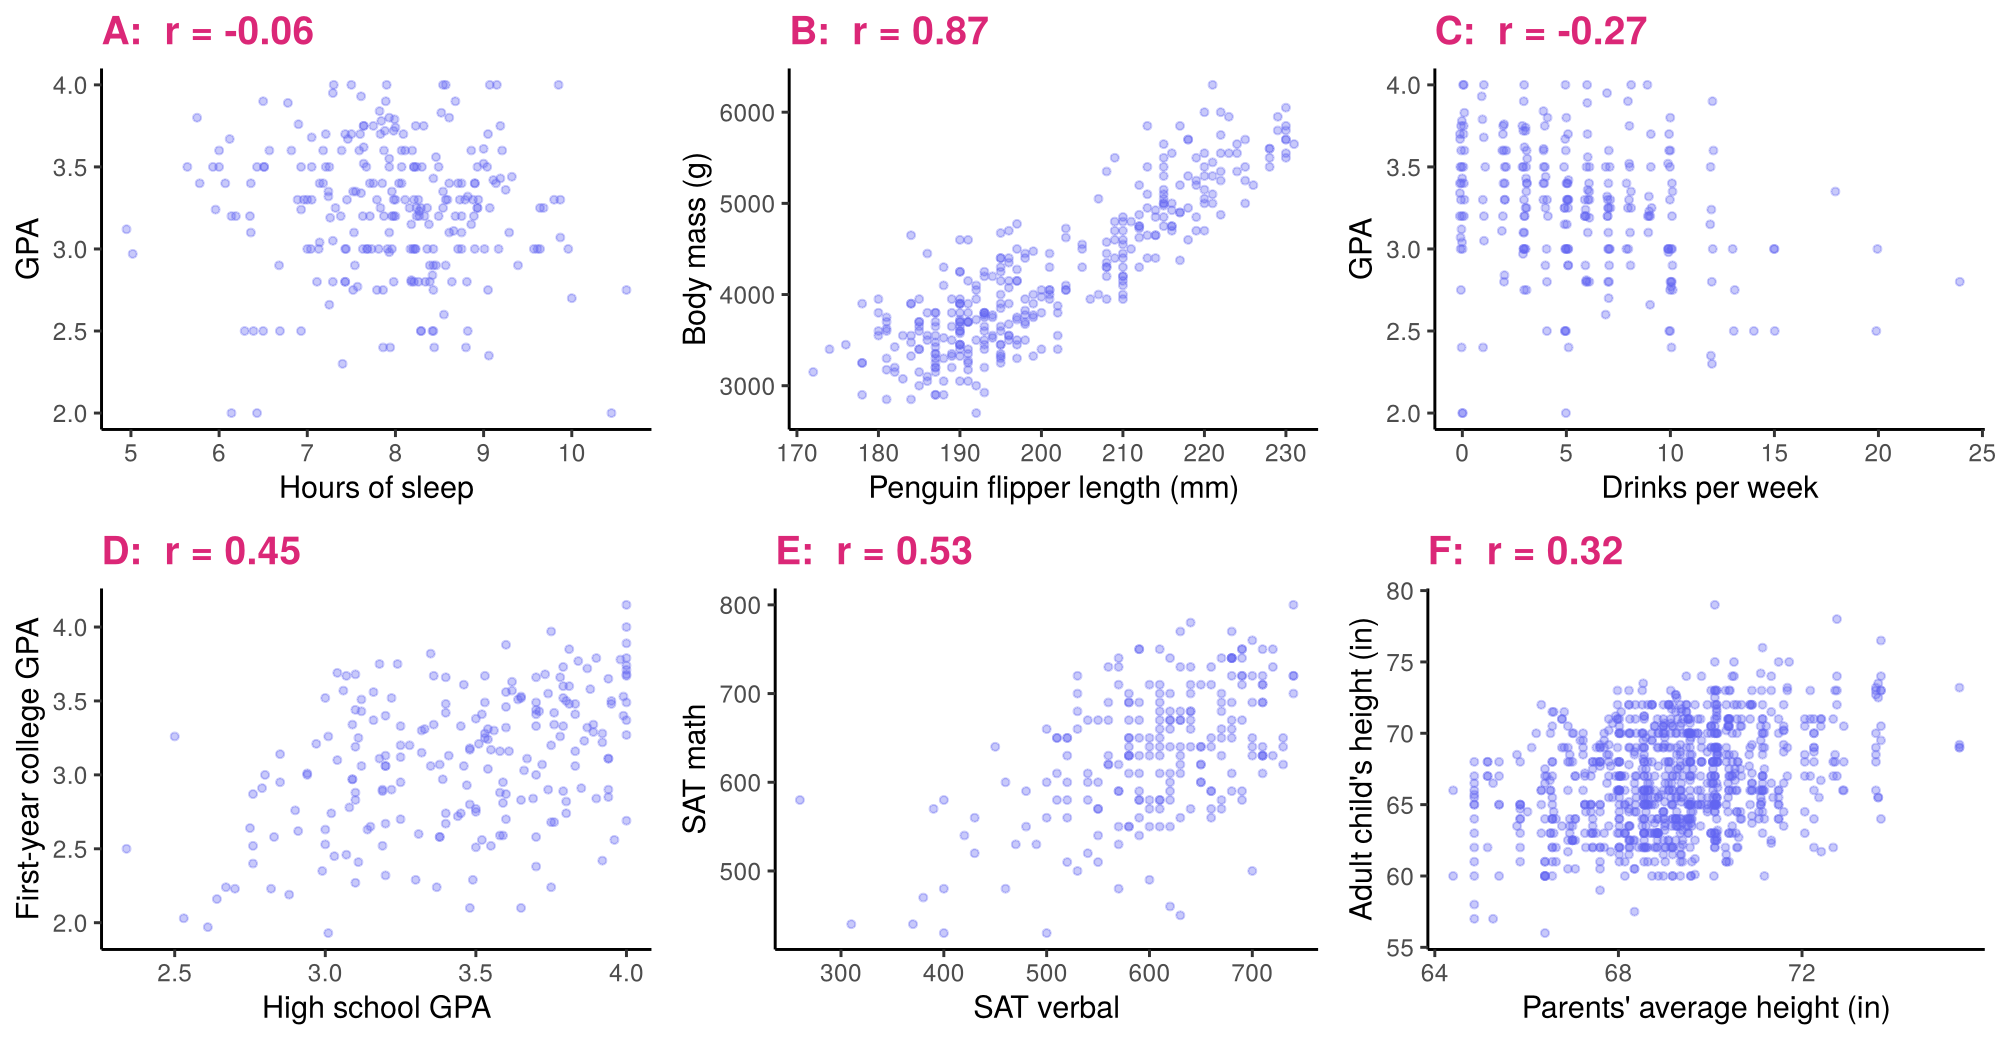 A:  r = -0.06
B:  r = 0.87
C:  r = -0.27
GPA
4.0
3.5
3.0
2.5
2.0
5 6 7 8 9 10
Hours of sleep
Body mass (g)
6000
5000
4000
3000
170 180 190 200 210 220 230
Penguin flipper length (mm)
GPA
4.0
3.5
3.0
2.5
2.0
0 5 10 15 20 25
Drinks per week
D:  r = 0.45
E:  r = 0.53
F:  r = 0.32
First-year college GPA
4.0
3.5
3.0
2.5
2.0
2.5 3.0 3.5 4.0
High school GPA
SAT math
800
700
600
500
300 400 500 600 700
SAT verbal
Adult child's height (in)
80
75
70
65
60
55
64 68 72
Parents' average height (in)